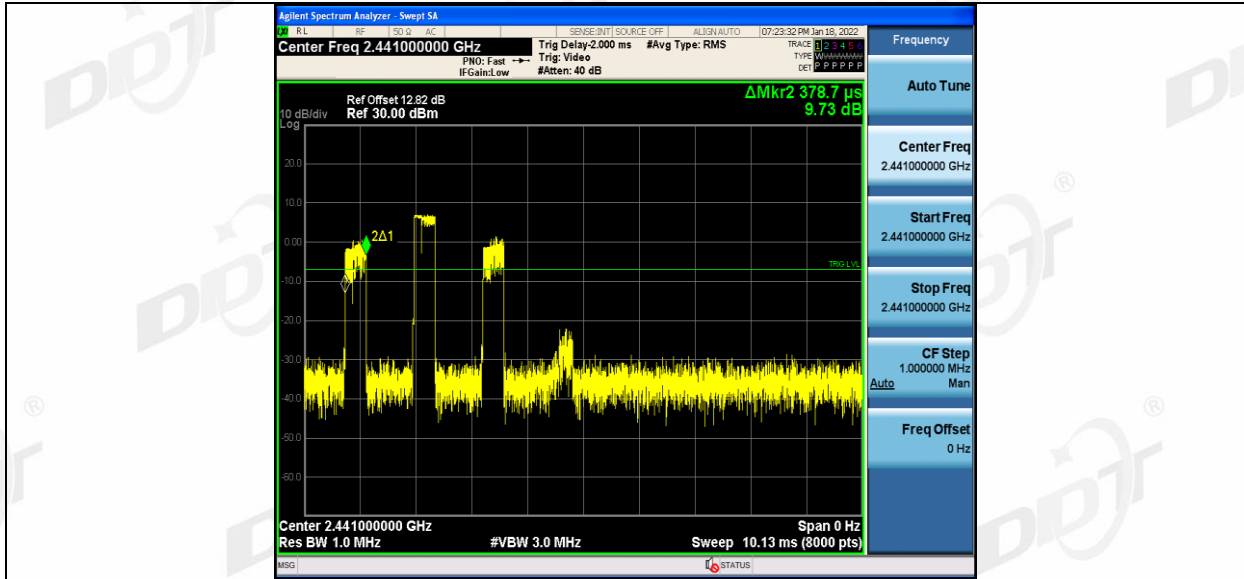 Agilent Spectrum Analyzer - Swept SA
RL RF 50 Ω AC SENSE:INT SOURCE OFF ALIGN AUTO 07:23:32 PM Jan 18, 2022
Center Freq 2.441000000 GHz
PNO: Fast
IFGain:Low
Trig Delay-2.000 ms
Trig: Video
#Atten: 40 dB
#Avg Type: RMS
TRACE 1 2 3 4 5 6
TYPE W
DET P P P P P P
Frequency
ΔMkr2 378.7 µs
9.73 dB
Ref Offset 12.82 dB
10 dB/div Ref 30.00 dBm
Log
20.0
10.0
0.00
-10.0
-20.0
-30.0
-40.0
-50.0
-60.0
2Δ1
TRIG LVL
Center 2.441000000 GHz Span 0 Hz
Res BW 1.0 MHz #VBW 3.0 MHz Sweep 10.13 ms (8000 pts)
MSG STATUS
Auto Tune
Center Freq
2.441000000 GHz
Start Freq
2.441000000 GHz
Stop Freq
2.441000000 GHz
CF Step
1.000000 MHz
Auto Man
Freq Offset
0 Hz
DDT
®